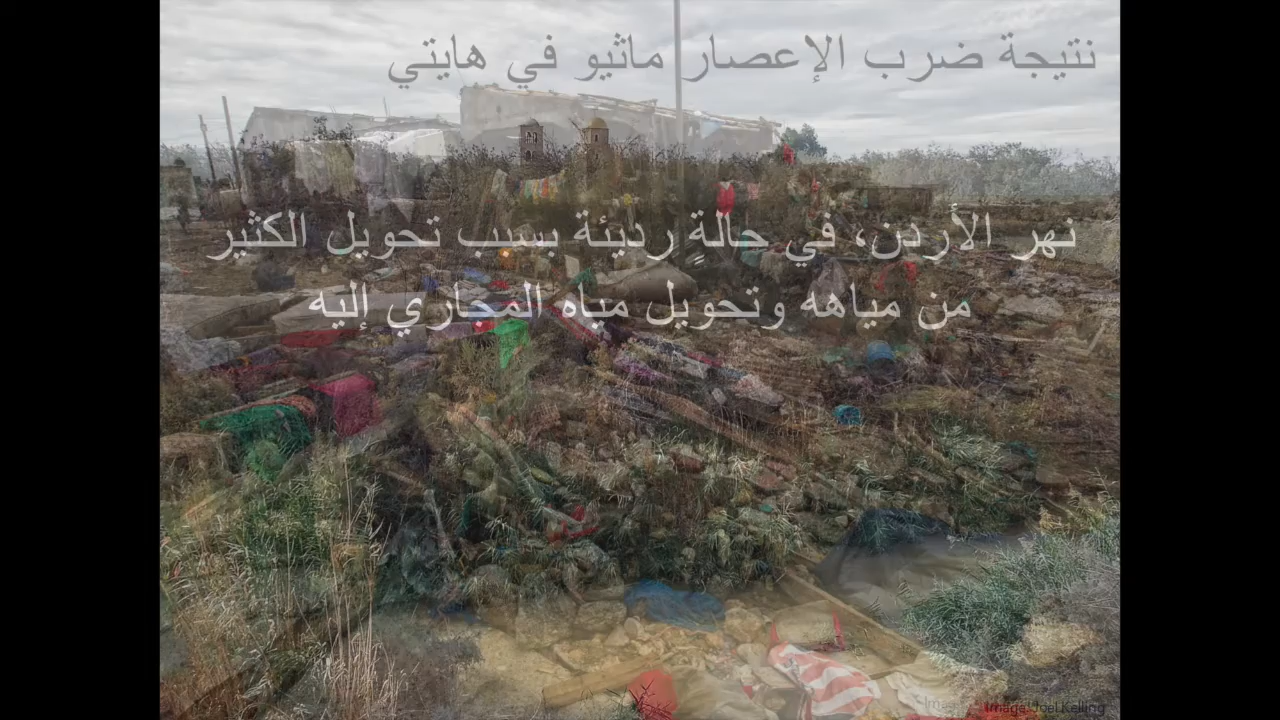 نتيجة ضرب الإعصار ماثيو في هايتي
نهر الأردن، في حالةٍ رديئة بسبب تحويل الكثير
من مياهه وتحويل مياه المجاري إليه
Image: Joel Kelling